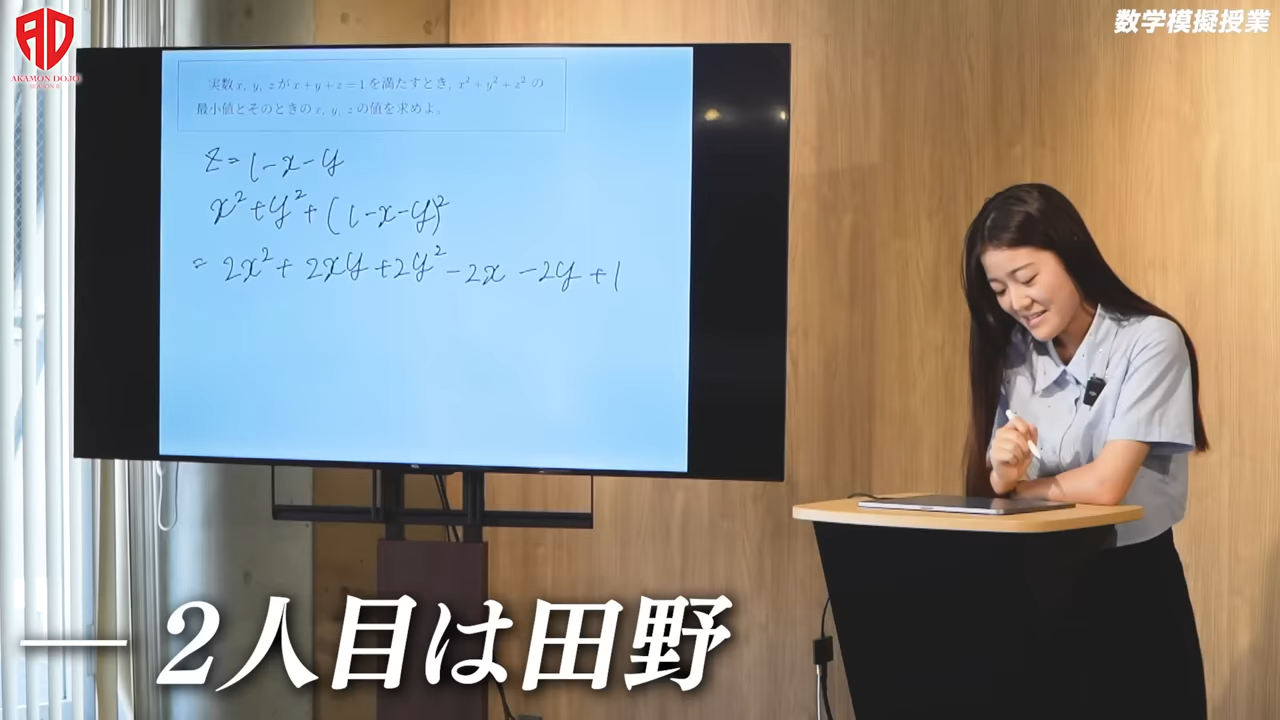 AD
AKAMON DOJO
SEASON II
数学模擬授業
実数 x, y, z が x + y + z = 1 を満たすとき, x² + y² + z² の
最小値とそのときの x, y, z の値を求めよ。
z = 1 - x - y
x² + y² + (1 - x - y)²
= 2x² + 2xy + 2y² - 2x - 2y + 1
― 2人目は田野